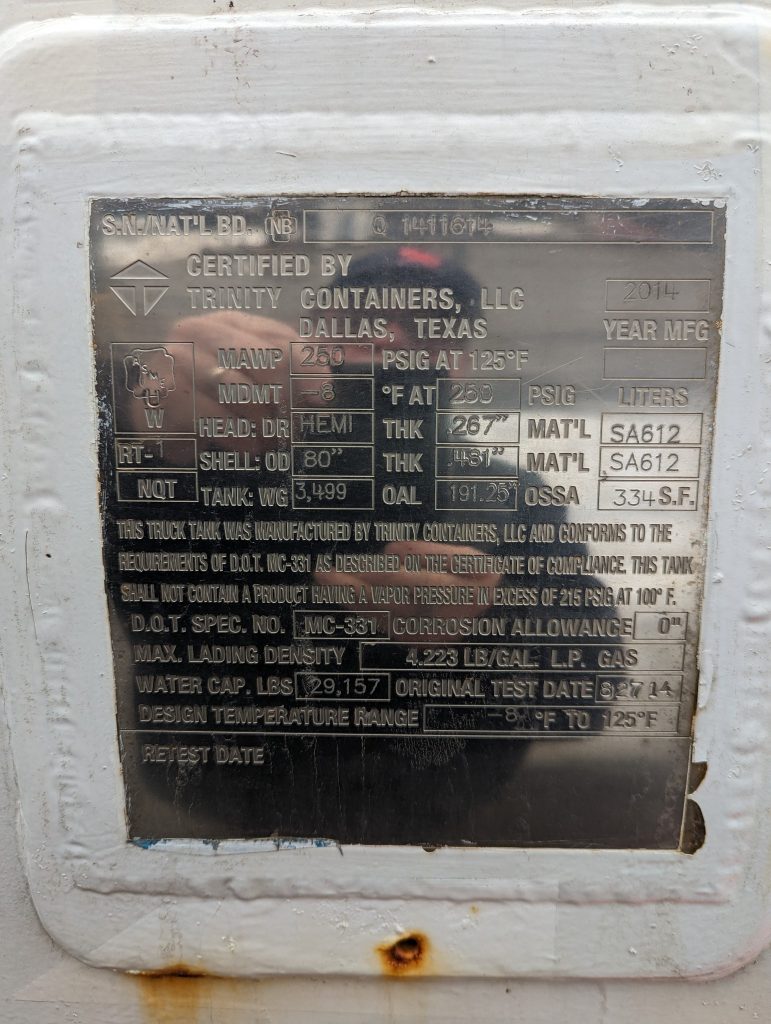 S.N./NAT'L BD. NB Q 1411614
CERTIFIED BY
TRINITY CONTAINERS, LLC
DALLAS, TEXAS
2014
YEAR MFG
MAWP 250 PSIG AT 125°F
MDMT -8 °F AT 250 PSIG LITERS
ASME
W
HEAD: DR HEMI THK .267" MAT'L SA612
RT-1 SHELL: OD 80" THK .431" MAT'L SA612
NQT TANK: WG 3,499 OAL 191.25" OSSA 334 S.F.
THIS TRUCK TANK WAS MANUFACTURED BY TRINITY CONTAINERS, LLC AND CONFORMS TO THE
REQUIREMENTS OF D.O.T. MC-331 AS DESCRIBED ON THE CERTIFICATE OF COMPLIANCE. THIS TANK
SHALL NOT CONTAIN A PRODUCT HAVING A VAPOR PRESSURE IN EXCESS OF 215 PSIG AT 100° F.
D.O.T. SPEC. NO. MC-331 CORROSION ALLOWANCE 0"
MAX. LADING DENSITY 4.223 LB/GAL. L.P. GAS
WATER CAP. LBS 29,157 ORIGINAL TEST DATE 8 27 14
DESIGN TEMPERATURE RANGE -8 °F TO 125°F
RETEST DATE